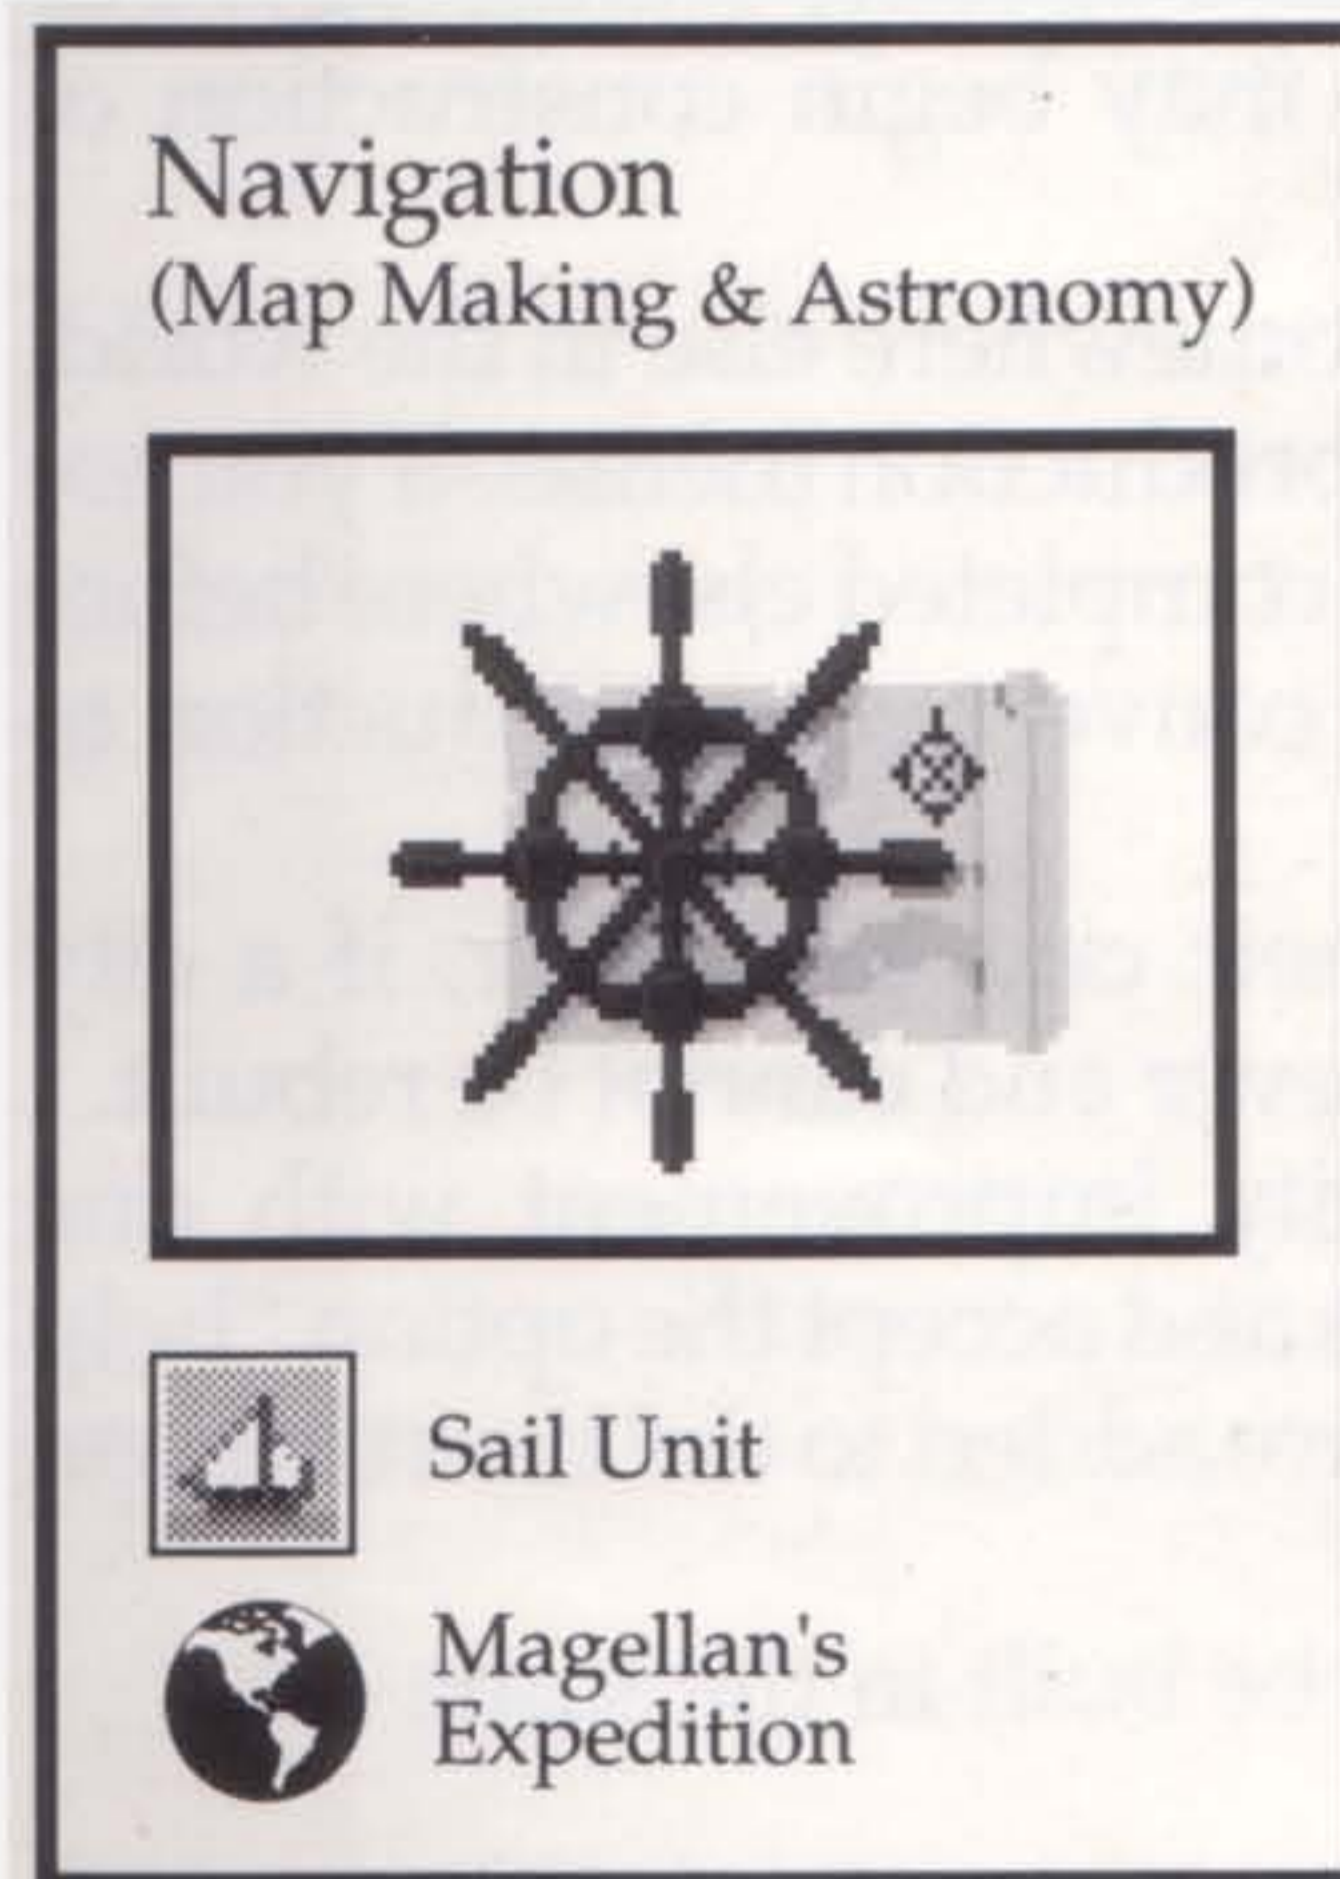 Navigation
(Map Making & Astronomy)
Sail Unit
Magellan's
Expedition